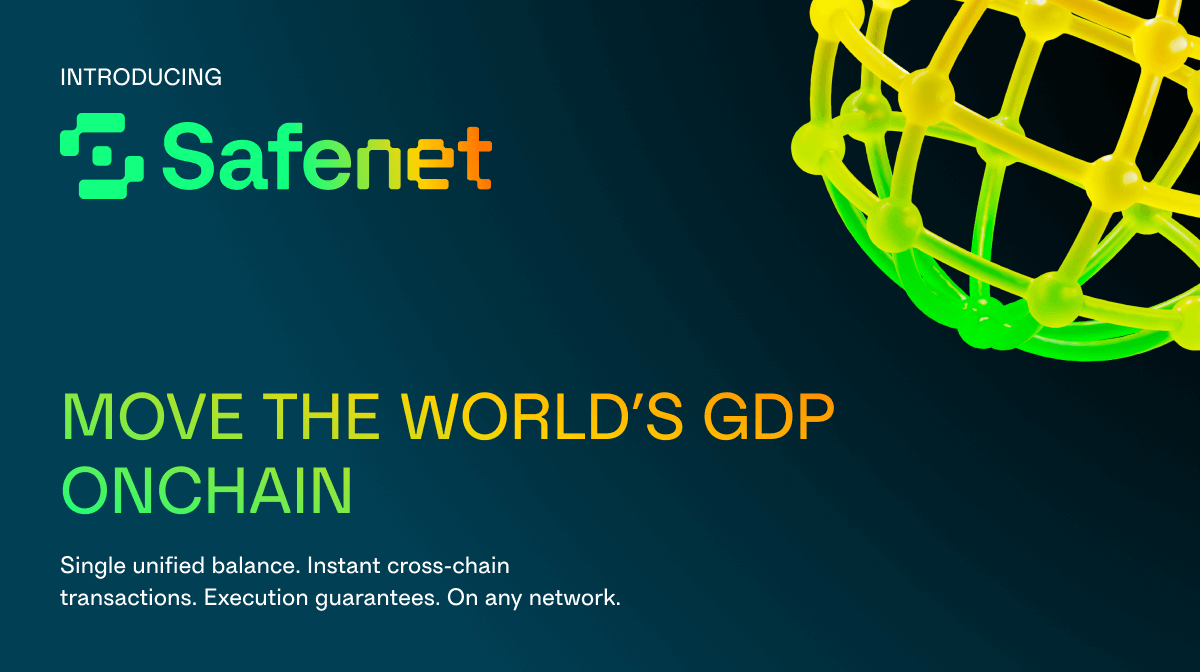 INTRODUCING
Safenet
MOVE THE WORLD’S GDP
ONCHAIN
Single unified balance. Instant cross-chain
transactions. Execution guarantees. On any network.